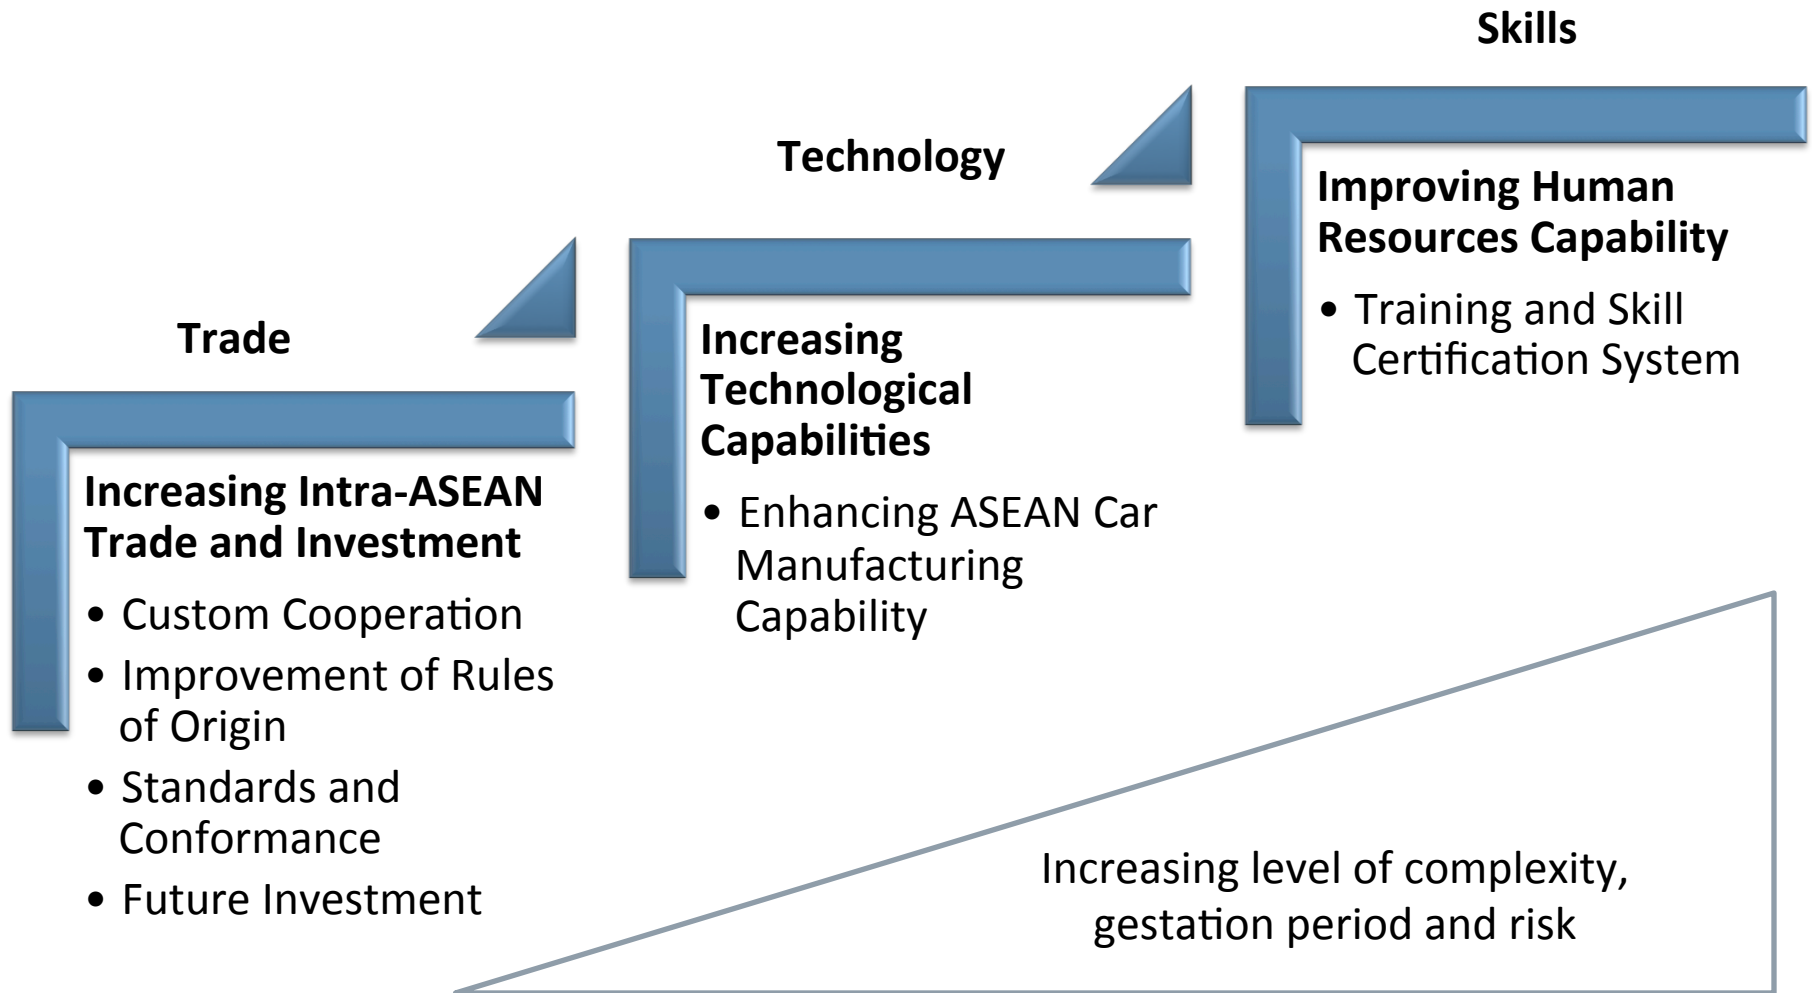 Trade
Increasing Intra-ASEAN
Trade and Investment
• Custom Cooperation
• Improvement of Rules
of Origin
• Standards and
Conformance
• Future Investment
Technology
Increasing
Technological
Capabilities
• Enhancing ASEAN Car
Manufacturing
Capability
Skills
Improving Human
Resources Capability
• Training and Skill
Certification System
Increasing level of complexity,
gestation period and risk